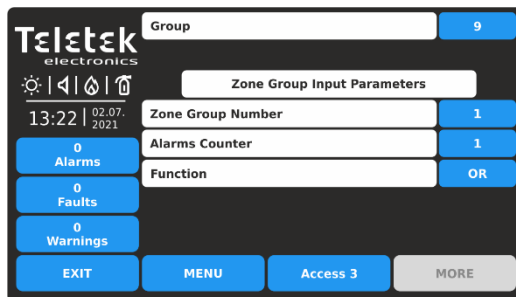 Teletek
electronics
Group 9
Zone Group Input Parameters
13:22 02.07.
2021
Zone Group Number 1
Alarms Counter 1
Function OR
0
Alarms
0
Faults
0
Warnings
EXIT MENU Access 3 MORE